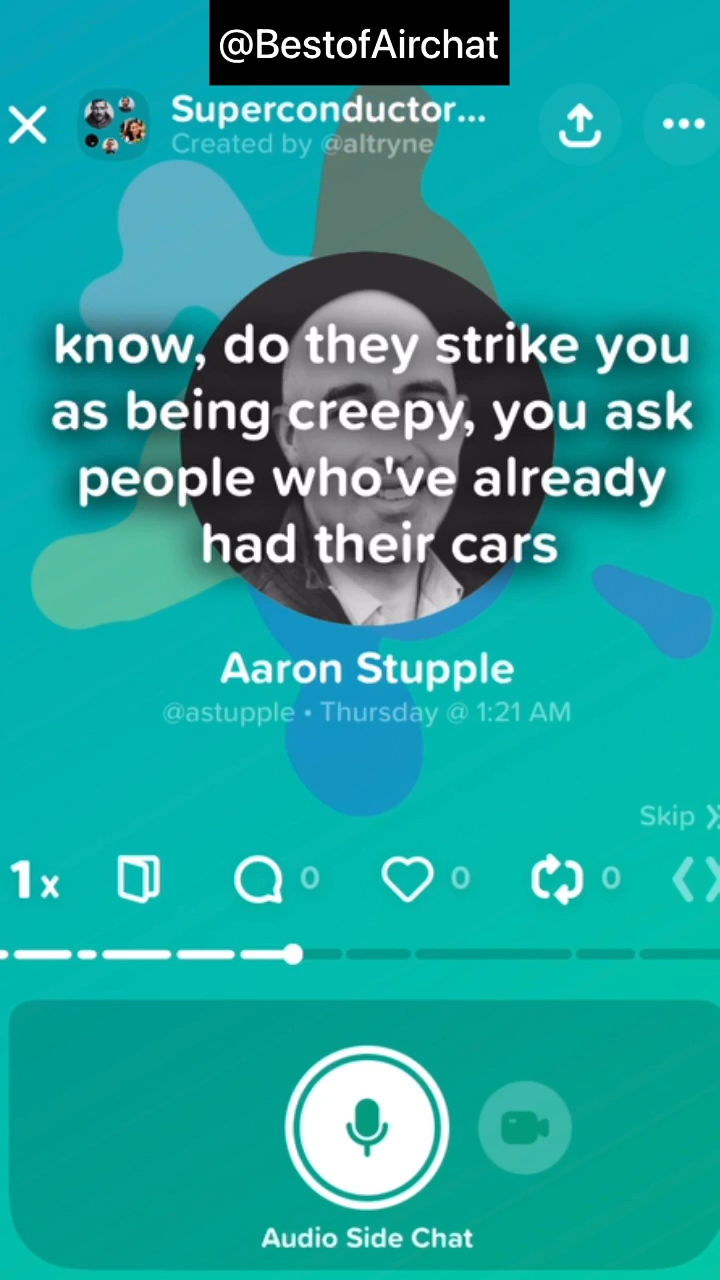 @BestofAirchat
Superconductor...
Created by @altryne
know, do they strike you
as being creepy, you ask
people who've already
had their cars
Aaron Stupple
@astupple • Thursday @ 1:21 AM
Skip
1x
0
0
0
Audio Side Chat